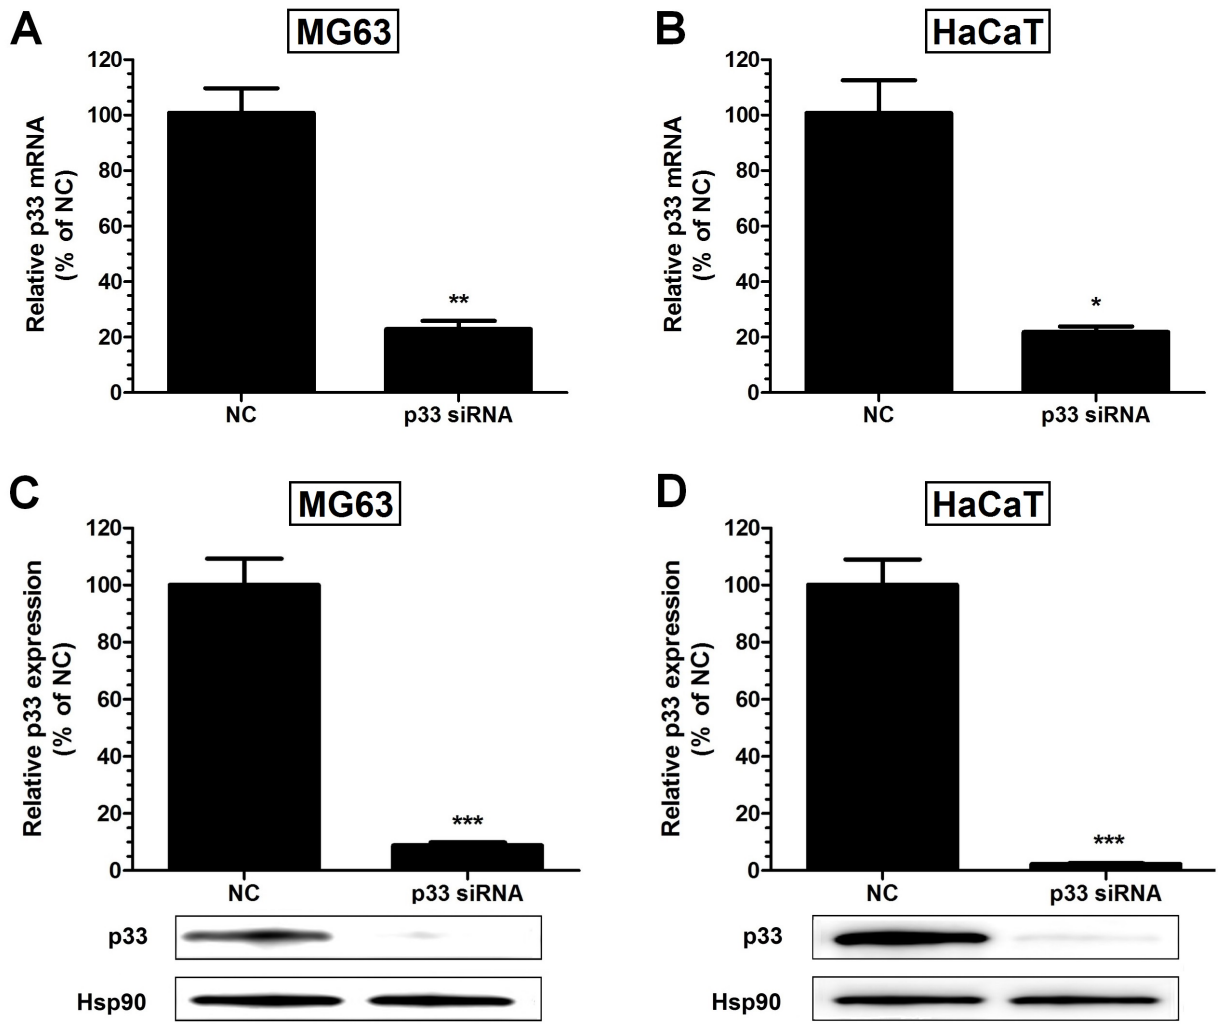 A
MG63
Relative p33 mRNA
(% of NC)
120
100
80
60
40
20
0
**
NC
p33 siRNA
B
HaCaT
Relative p33 mRNA
(% of NC)
120
100
80
60
40
20
0
*
NC
p33 siRNA
C
MG63
Relative p33 expression
(% of NC)
120
100
80
60
40
20
0
***
NC
p33 siRNA
p33
Hsp90
D
HaCaT
Relative p33 expression
(% of NC)
120
100
80
60
40
20
0
***
NC
p33 siRNA
p33
Hsp90